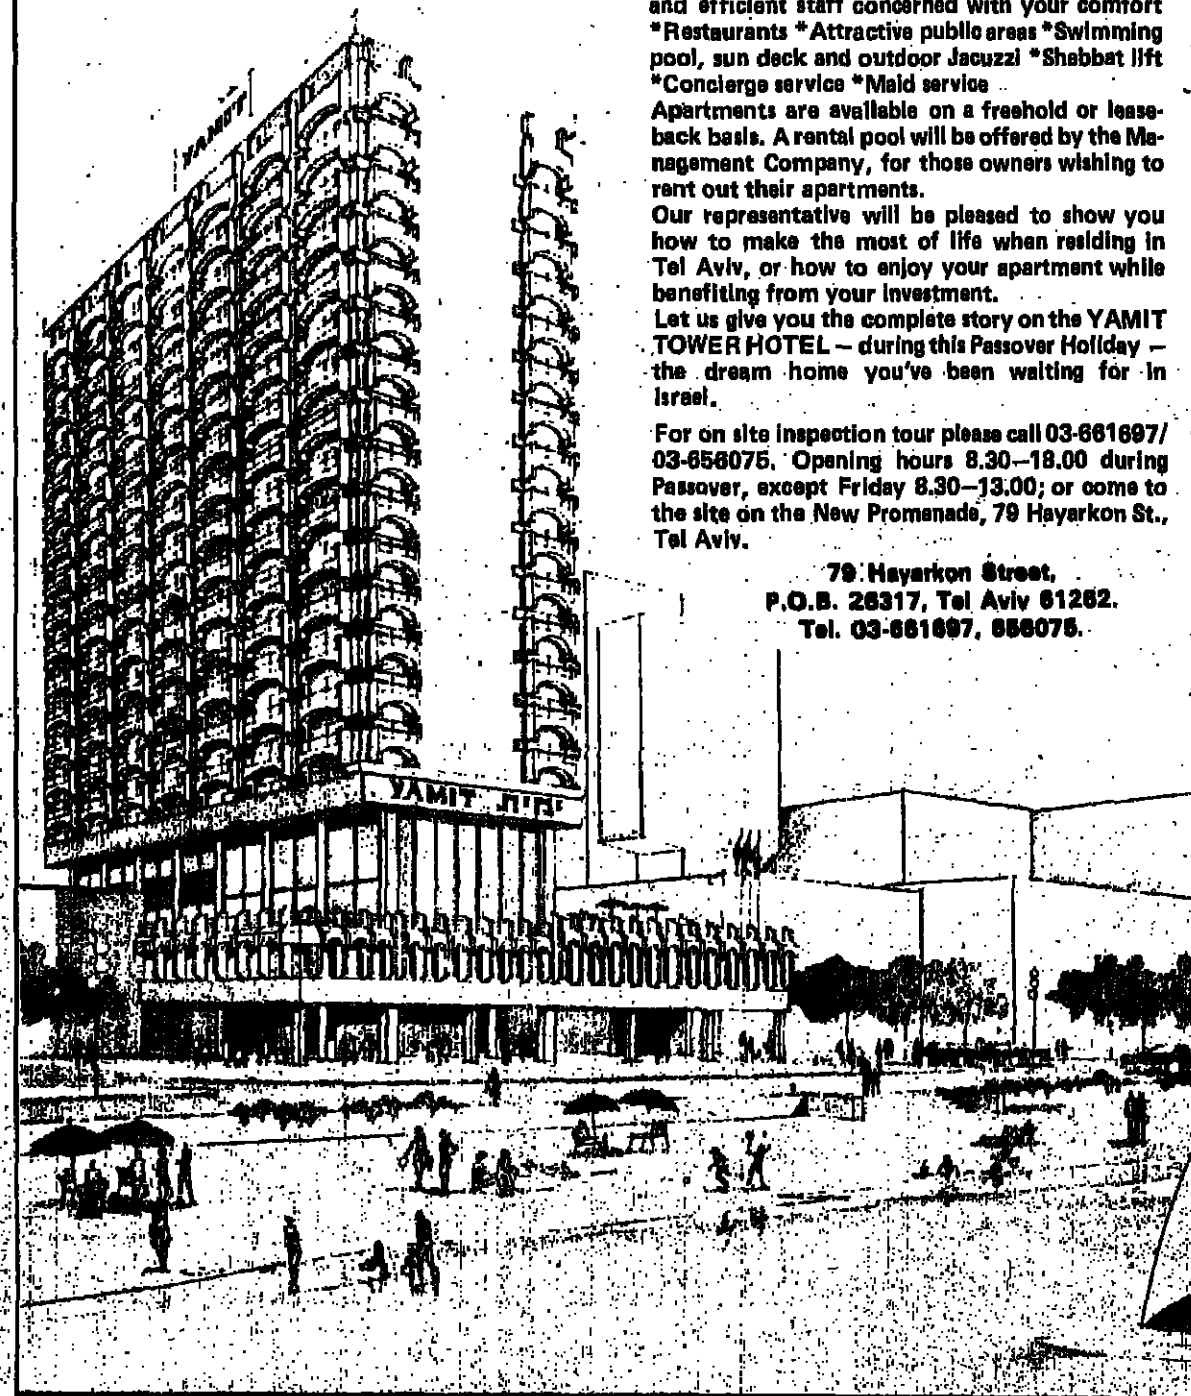 and efficient staff concerned with your comfort
*Restaurants *Attractive public areas *Swimming
pool, sun deck and outdoor Jacuzzi *Shabbat lift
*Concierge service *Maid service
Apartments are available on a freehold or lease-
back basis. A rental pool will be offered by the Ma-
nagement Company, for those owners wishing to
rent out their apartments.
Our representative will be pleased to show you
how to make the most of life when residing in
Tel Aviv, or how to enjoy your apartment while
benefiting from your investment.
Let us give you the complete story on the YAMIT
TOWER HOTEL – during this Passover Holiday –
the dream home you've been waiting for in
Israel.
For on site inspection tour please call 03-661697/
03-656075. Opening hours 8.30–18.00 during
Passover, except Friday 8.30–13.00; or come to
the site on the New Promenade, 79 Hayarkon St.,
Tel Aviv.
79 Hayarkon Street,
P.O.B. 26317, Tel Aviv 61262.
Tel. 03-661697, 656075.
YAMIT
YAMIT ימית